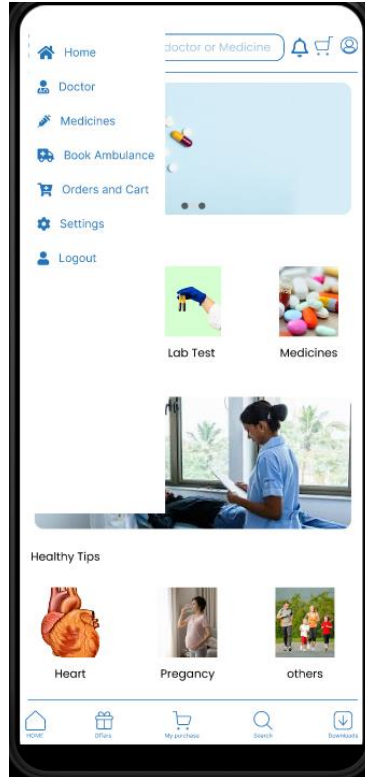 Home
doctor or Medicine
Doctor
Medicines
Book Ambulance
Orders and Cart
Settings
Logout
Lab Test
Medicines
Healthy Tips
Heart
Pregancy
others
HOME
Offers
My purchase
Search
Downloads